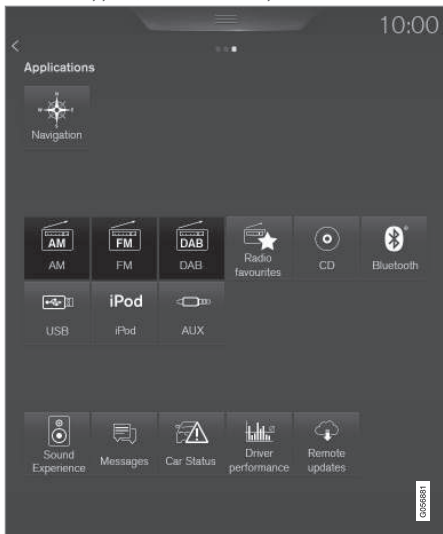 10:00
Applications
N
W E
S
Navigation
AM FM DAB
AM FM DAB Radio favourites CD Bluetooth
iPod
USB iPod AUX
Sound Experience Messages Car Status Driver performance Remote updates
G056881